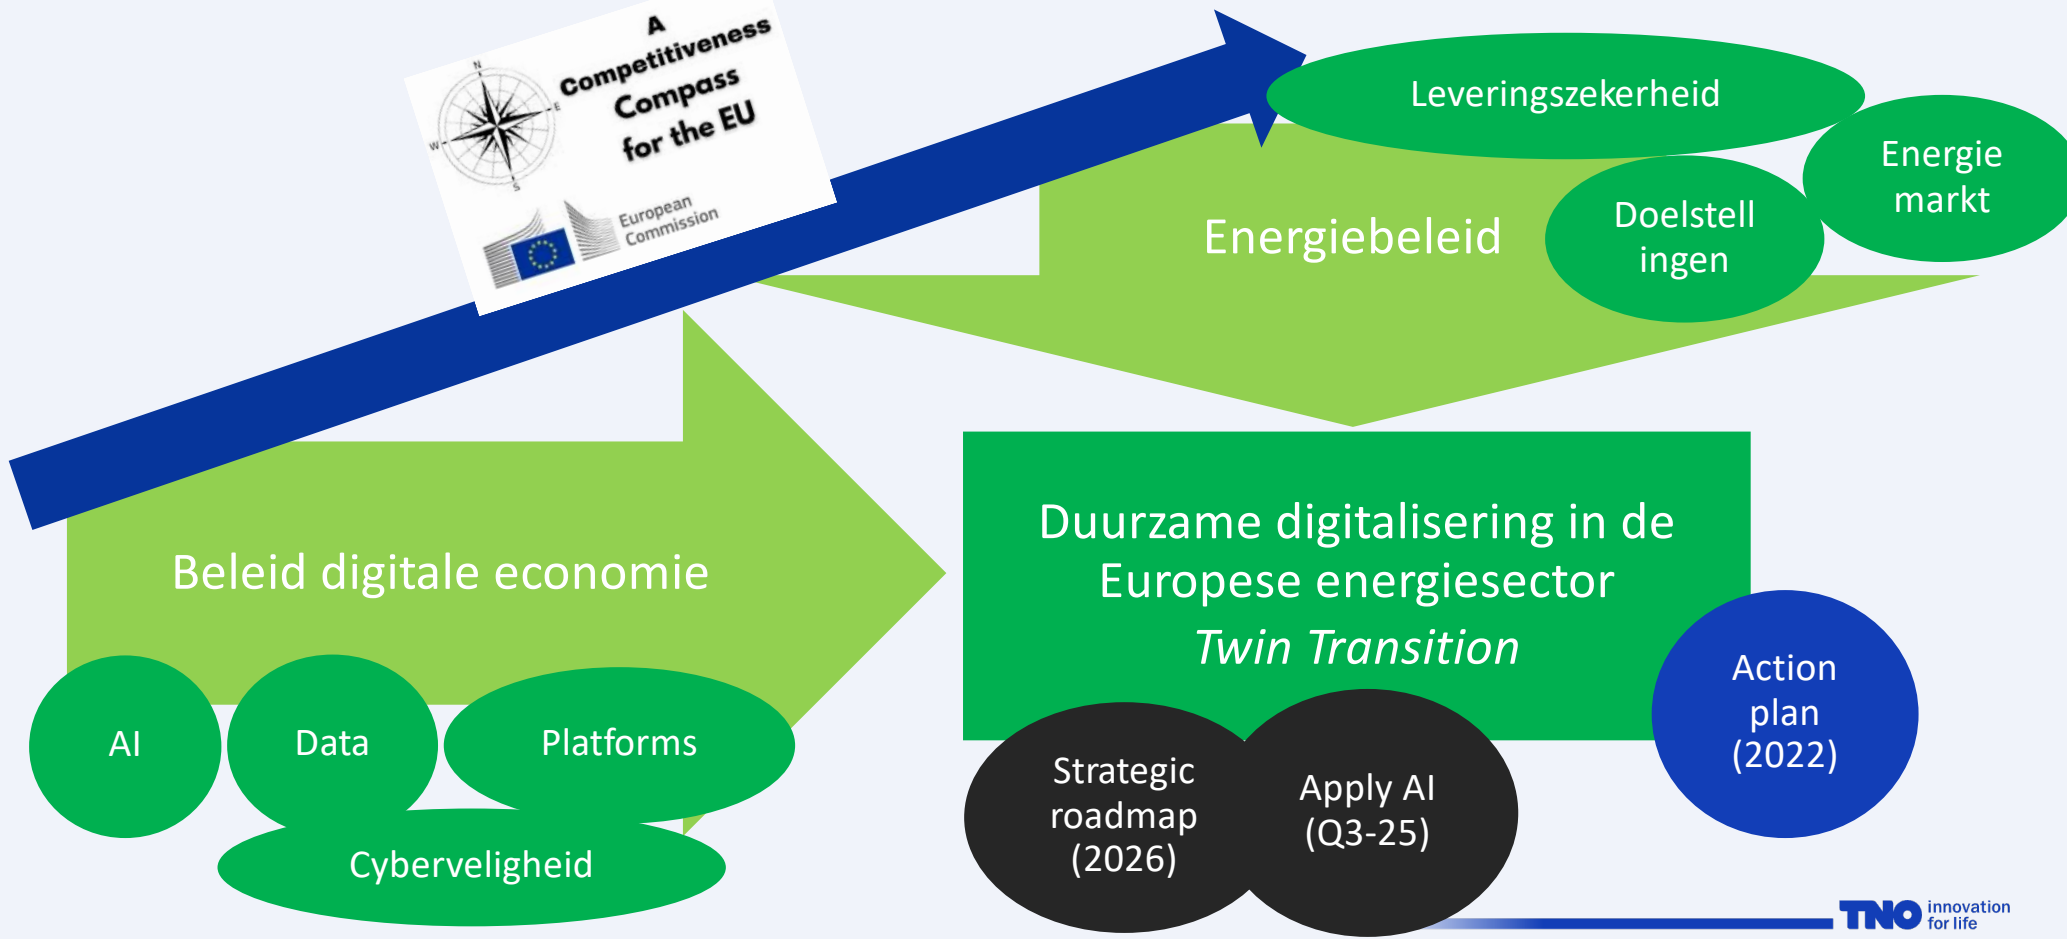 A
Competitiveness
Compass
for the EU
N
E
S
W
European
Commission
Leveringszekerheid
Energie
markt
Doelstell
ingen
Energiebeleid
Beleid digitale economie
AI
Data
Platforms
Cyberveligheid
Duurzame digitalisering in de
Europese energiesector
Twin Transition
Strategic
roadmap
(2026)
Apply AI
(Q3-25)
Action
plan
(2022)
TNO innovation
for life